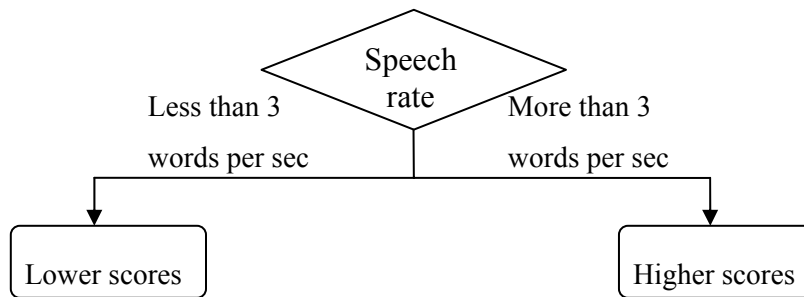 Speech
rate
Less than 3
words per sec
More than 3
words per sec
Lower scores
Higher scores